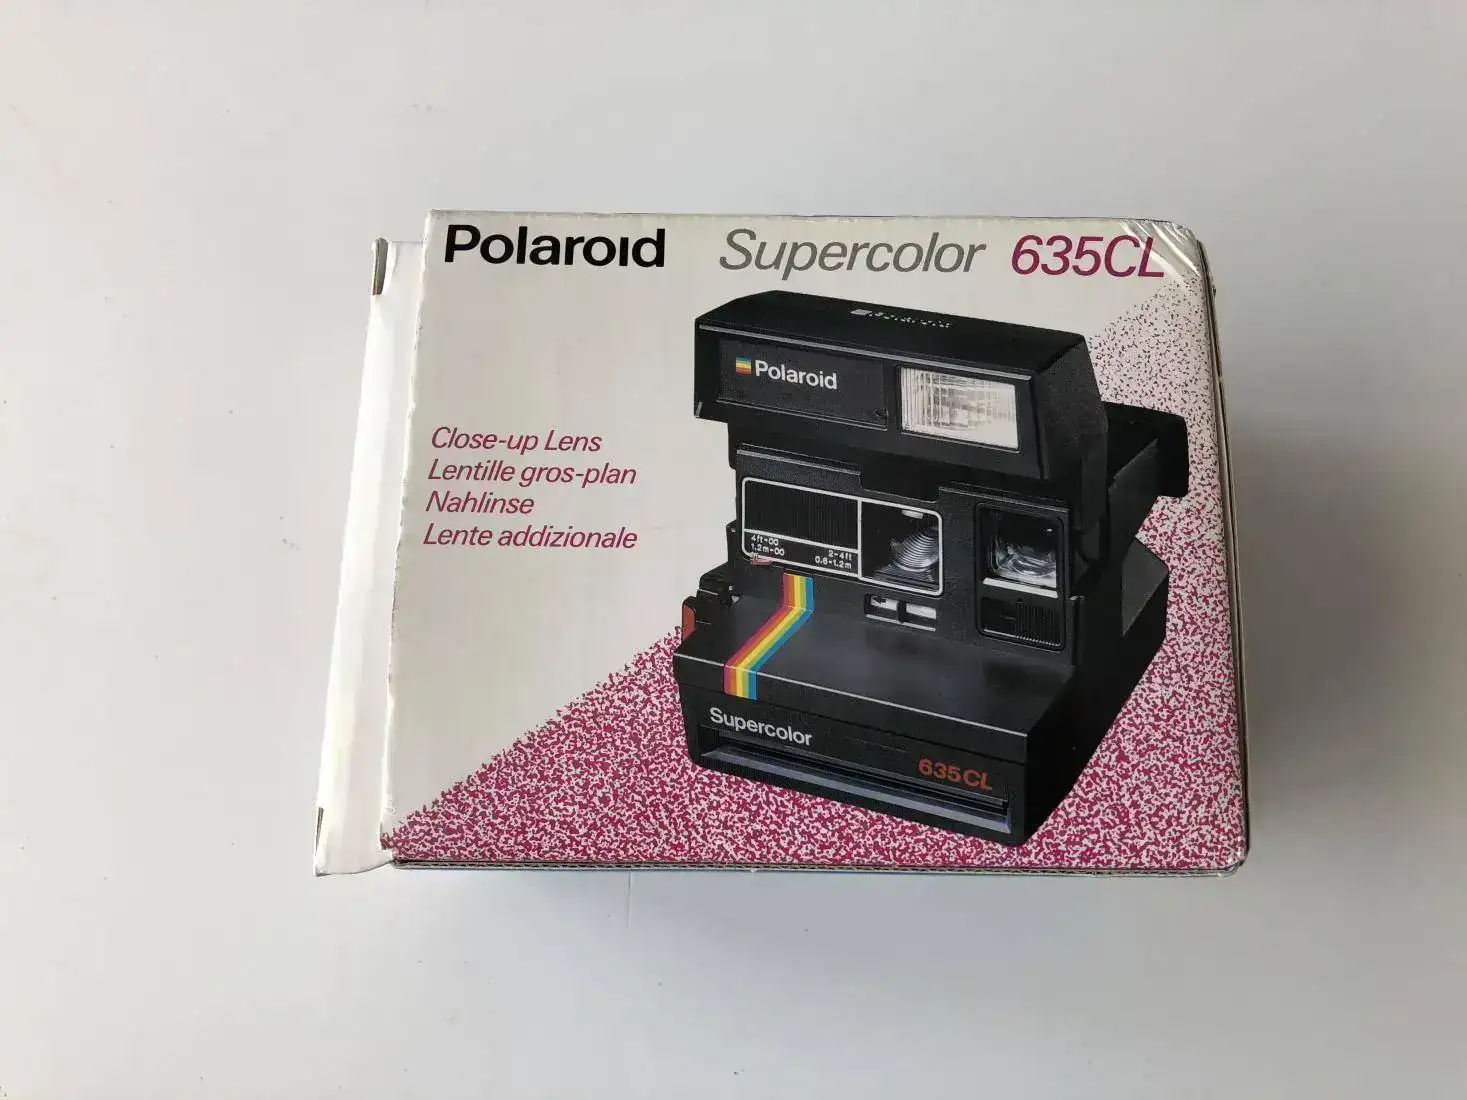 Polaroid Supercolor 635CL
Close-up Lens
Lentille gros-plan
Nahlinse
Lente addizionale
Polaroid
4ft-∞
1.2m-∞
2-4ft
0.6-1.2m
Supercolor
635CL